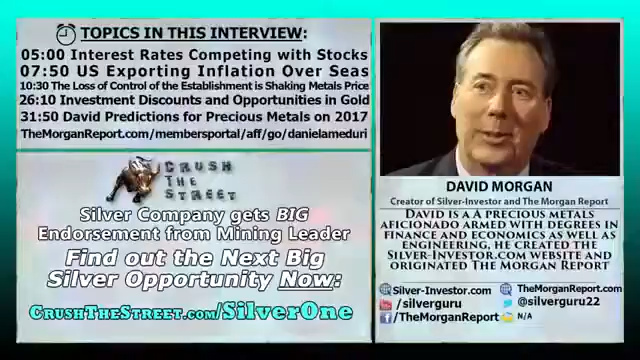 TOPICS IN THIS INTERVIEW:
05:00 Interest Rates Competing with Stocks
07:50 US Exporting Inflation Over Seas
10:30 The Loss of Control of the Establishment is Shaking Metals Price
26:10 Investment Discounts and Opportunities in Gold
31:50 David Predictions for Precious Metals on 2017
TheMorganReport.com/membersportal/aff/go/danielameduri
CRUSH
THE
STREET
Silver Company gets BIG
Endorsement from Mining Leader
Find out the Next Big
Silver Opportunity Now:
CrushTheStreet.com/SilverOne
DAVID MORGAN
Creator of Silver-Investor and The Morgan Report
David is a A precious metals
aficionado armed with degrees in
finance and economics as well as
engineering, he created the
Silver-Investor.com website and
originated The Morgan Report
Silver-Investor.com
TheMorganReport.com
/silverguru
@silverguru22
/TheMorganReport
N/A